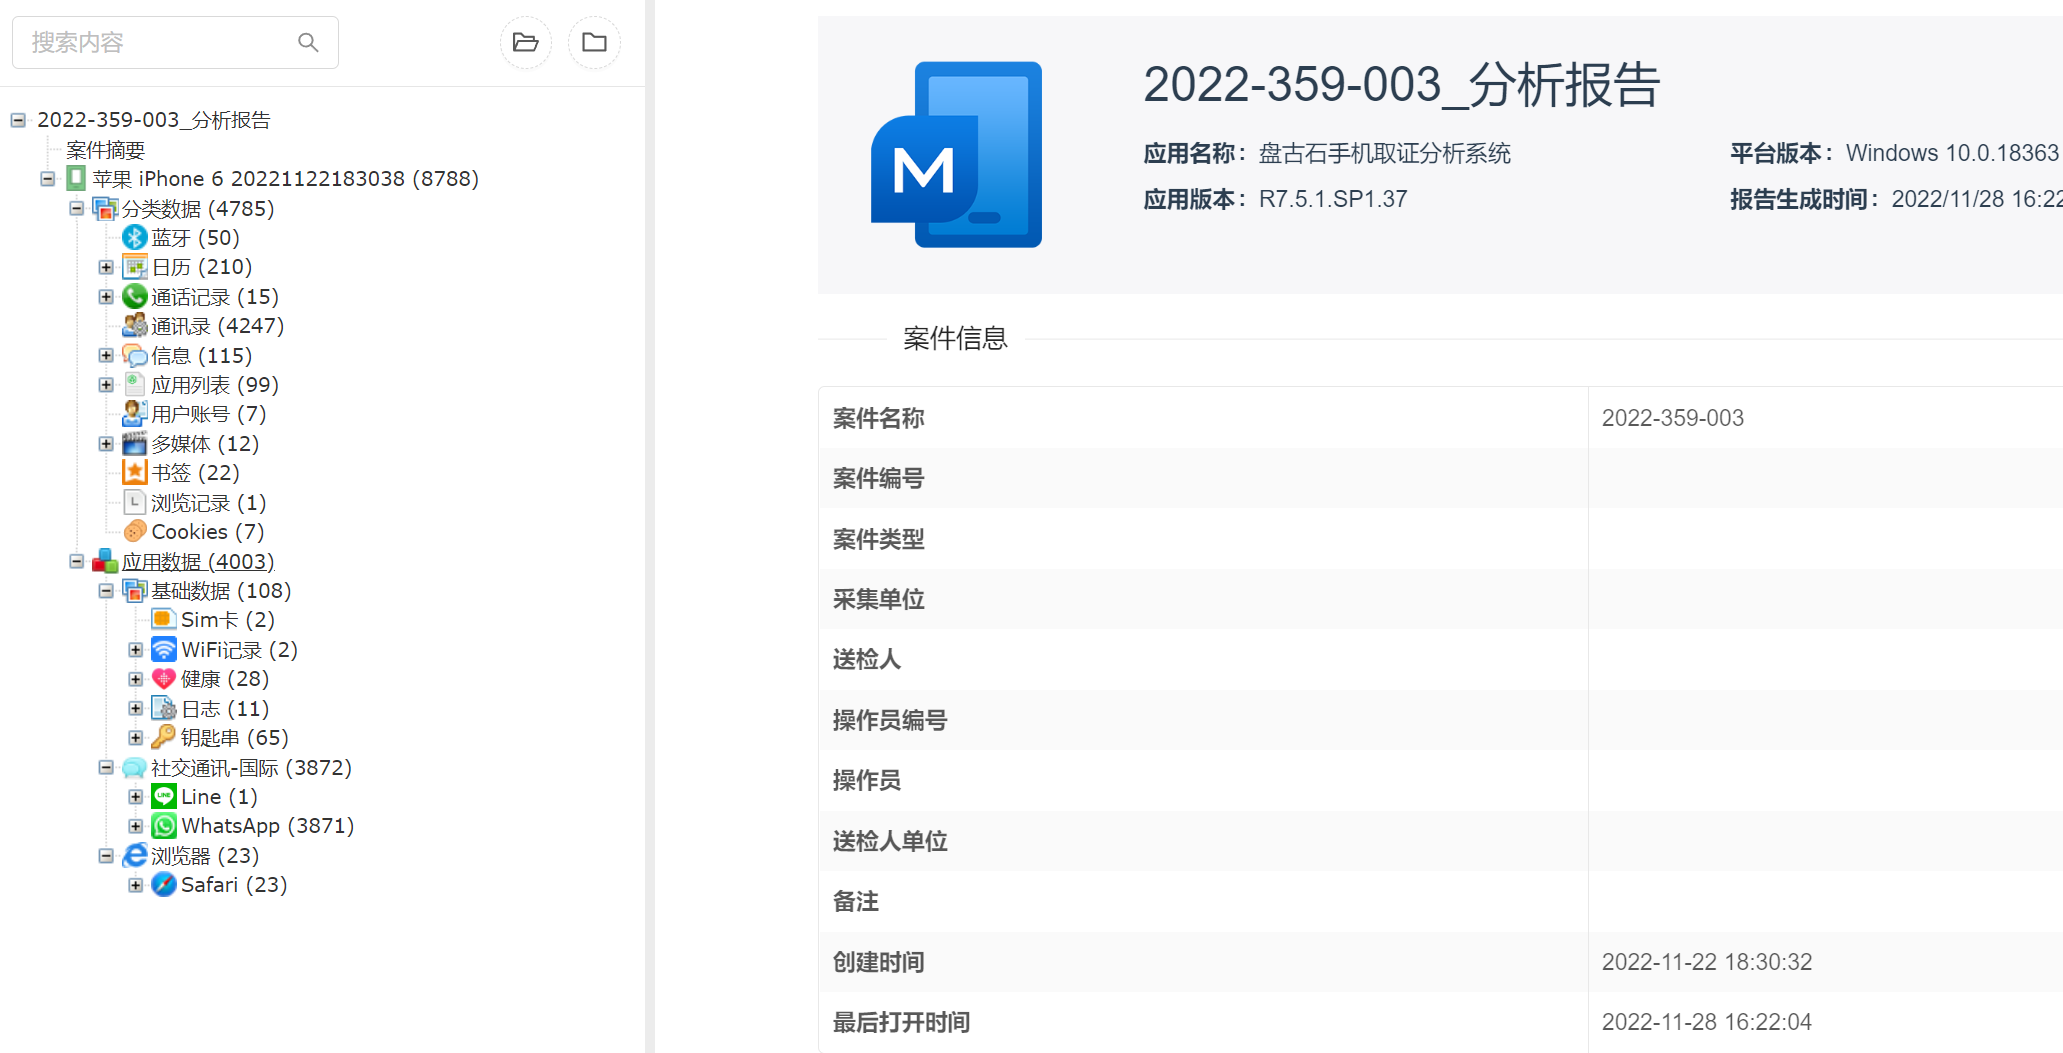 搜索内容
2022-359-003_分析报告
案件摘要
苹果 iPhone 6 20221122183038 (8788)
分类数据 (4785)
蓝牙 (50)
日历 (210)
通话记录 (15)
通讯录 (4247)
信息 (115)
应用列表 (99)
用户账号 (7)
多媒体 (12)
书签 (22)
浏览记录 (1)
Cookies (7)
应用数据 (4003)
基础数据 (108)
Sim卡 (2)
WiFi记录 (2)
健康 (28)
日志 (11)
钥匙串 (65)
社交通讯-国际 (3872)
Line (1)
WhatsApp (3871)
浏览器 (23)
Safari (23)
M
2022-359-003_分析报告
应用名称： 盘古石手机取证分析系统
平台版本： Windows 10.0.18363
应用版本： R7.5.1.SP1.37
报告生成时间： 2022/11/28 16:22
案件信息
案件名称 2022-359-003
案件编号
案件类型
采集单位
送检人
操作员编号
操作员
送检人单位
备注
创建时间 2022-11-22 18:30:32
最后打开时间 2022-11-28 16:22:04